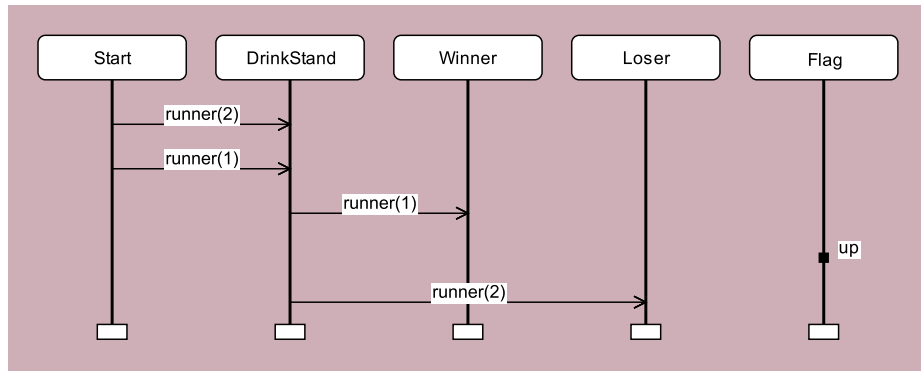 Start
DrinkStand
Winner
Loser
Flag
runner(2)
runner(1)
runner(1)
up
runner(2)